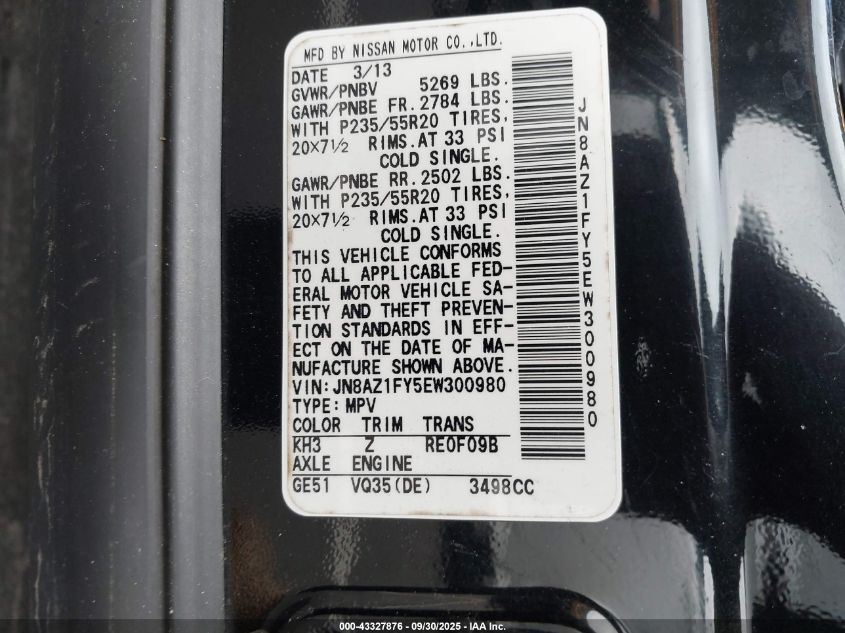 MFD BY NISSAN MOTOR CO.,LTD.
DATE 3/13
GVWR/PNBV 5269 LBS.
GAWR/PNBE FR. 2784 LBS.
WITH P235/55R20 TIRES,
20×7½ RIMS.AT 33 PSI
COLD SINGLE.
GAWR/PNBE RR. 2502 LBS.
WITH P235/55R20 TIRES,
20×7½ RIMS.AT 33 PSI
COLD SINGLE.
THIS VEHICLE CONFORMS
TO ALL APPLICABLE FED-
ERAL MOTOR VEHICLE SA-
FETY AND THEFT PREVEN-
TION STANDARDS IN EFF-
ECT ON THE DATE OF MA-
NUFACTURE SHOWN ABOVE.
VIN:JN8AZ1FY5EW300980
TYPE:MPV
COLOR TRIM TRANS
KH3 Z RE0F09B
AXLE ENGINE
GE51 VQ35(DE) 3498CC
JN8AZ1FY5EW300980
000-43327876 - 09/30/2025 - IAA Inc.